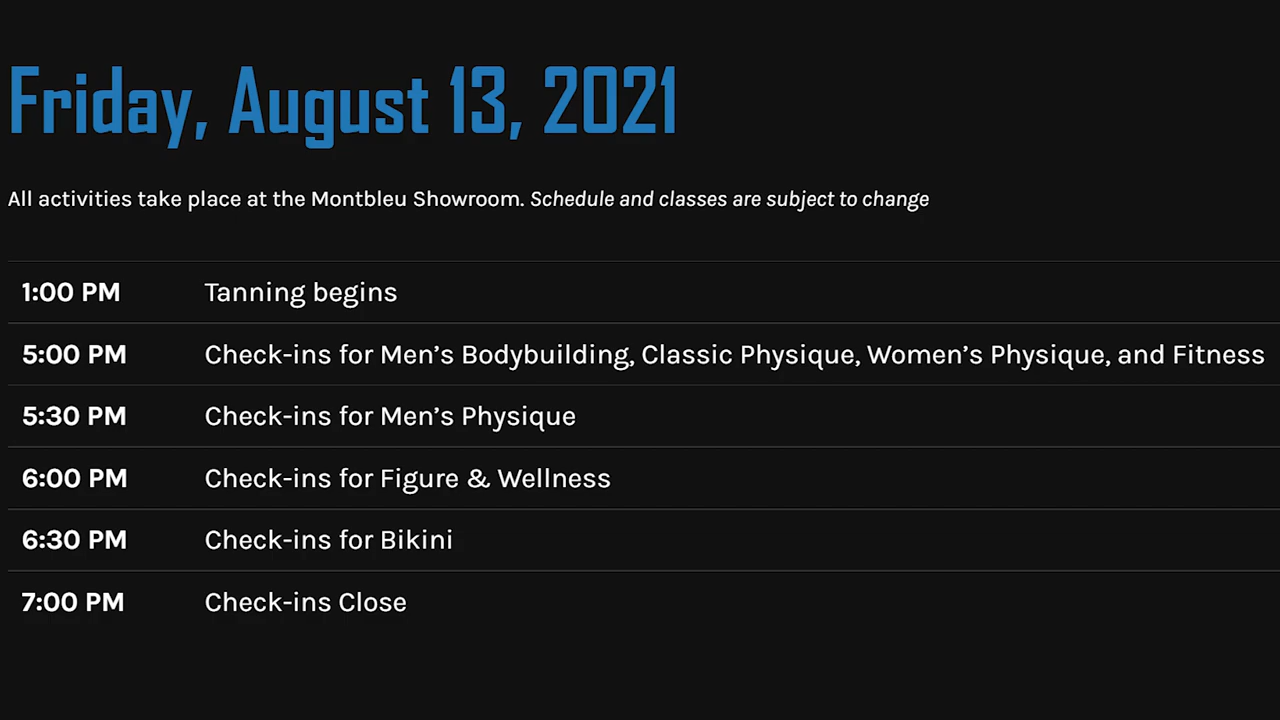 Friday, August 13, 2021
All activities take place at the Montbleu Showroom. Schedule and classes are subject to change
1:00 PM Tanning begins
5:00 PM Check-ins for Men’s Bodybuilding, Classic Physique, Women’s Physique, and Fitness
5:30 PM Check-ins for Men’s Physique
6:00 PM Check-ins for Figure & Wellness
6:30 PM Check-ins for Bikini
7:00 PM Check-ins Close